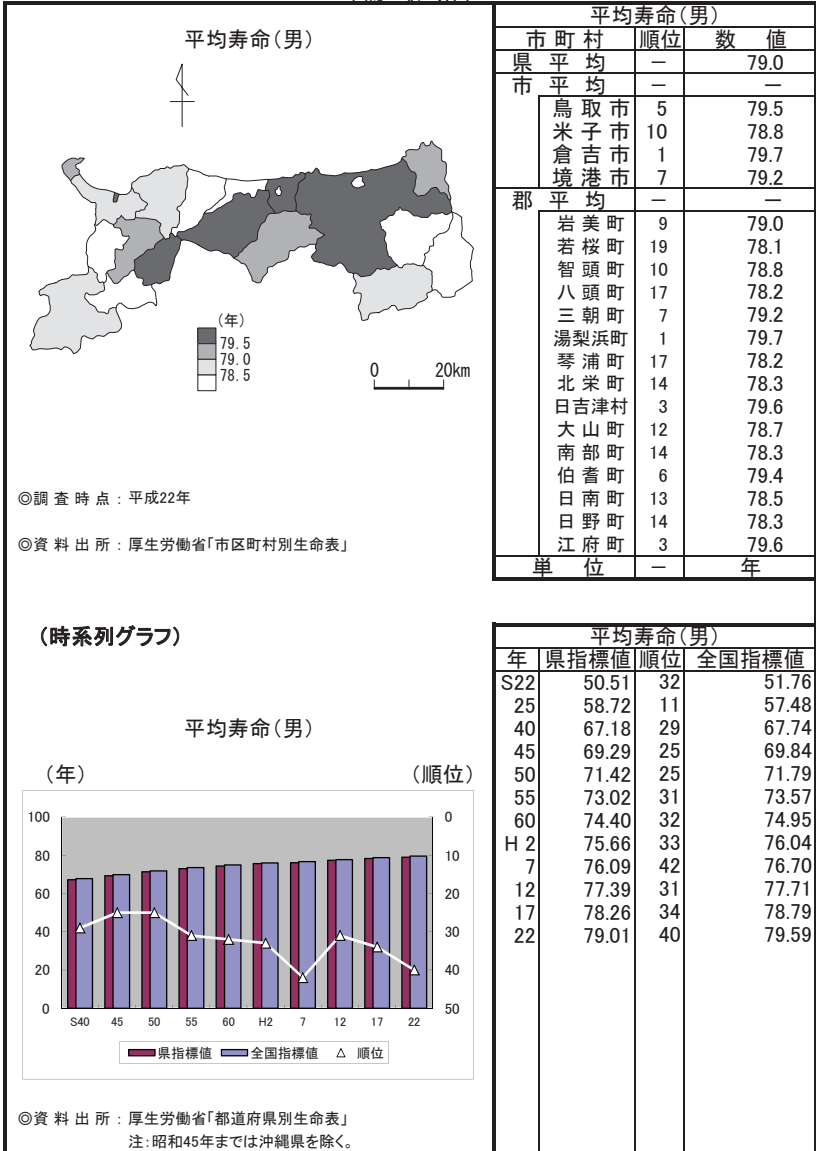 平均寿命(男)
(年)
79.5
79.0
78.5
0 20km
◎調査時点：平成22年
◎資料出所：厚生労働省「市区町村別生命表」
平均寿命(男)
市町村 順位 数値
県平均 － 79.0
市平均 － －
鳥取市 5 79.5
米子市 10 78.8
倉吉市 1 79.7
境港市 7 79.2
郡平均 － －
岩美町 9 79.0
若桜町 19 78.1
智頭町 10 78.8
八頭町 17 78.2
三朝町 7 79.2
湯梨浜町 1 79.7
琴浦町 17 78.2
北栄町 14 78.3
日吉津村 3 79.6
大山町 12 78.7
南部町 14 78.3
伯耆町 6 79.4
日南町 13 78.5
日野町 14 78.3
江府町 3 79.6
単位 － 年
(時系列グラフ)
平均寿命(男)
(年) (順位)
100 0
80 10
60 20
40 30
20 40
0 50
S40 45 50 55 60 H2 7 12 17 22
県指標値 全国指標値 △ 順位
◎資料出所：厚生労働省「都道府県別生命表」
注：昭和45年までは沖縄県を除く。
平均寿命(男)
年 県指標値 順位 全国指標値
S22 50.51 32 51.76
25 58.72 11 57.48
40 67.18 29 67.74
45 69.29 25 69.84
50 71.42 25 71.79
55 73.02 31 73.57
60 74.40 32 74.95
H 2 75.66 33 76.04
7 76.09 42 76.70
12 77.39 31 77.71
17 78.26 34 78.79
22 79.01 40 79.59